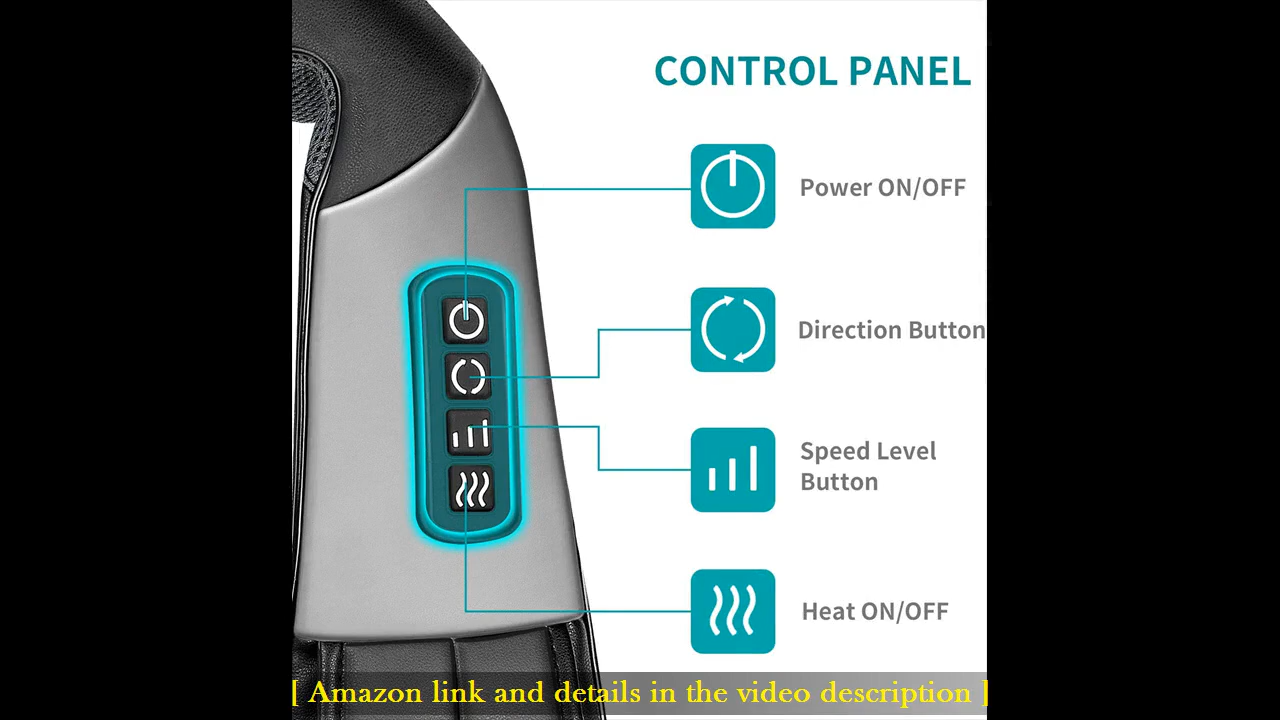 CONTROL PANEL
Power ON/OFF
Direction Button
Speed Level
Button
Heat ON/OFF
[ Amazon link and details in the video description ]